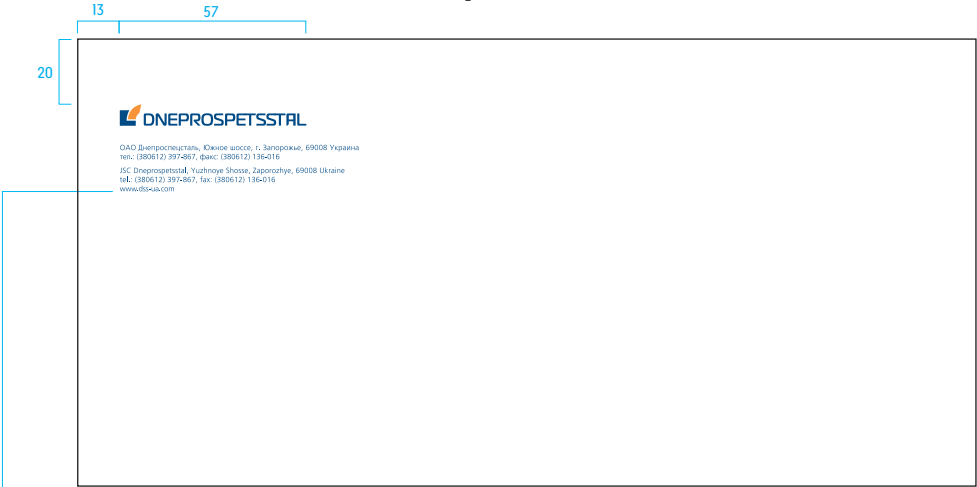 13
57
20
DNEPROSPETSSTAL
ОАО Днепроспецсталь, Южное шоссе, г. Запорожье, 69008 Украина
тел.: (380612) 397-867, факс: (380612) 136-016
JSC Dneprospetsstal, Yuzhnoye Shosse, Zaporozhye, 69008 Ukraine
tel.: (380612) 397-867, fax: (380612) 136-016
www.dss-ua.com